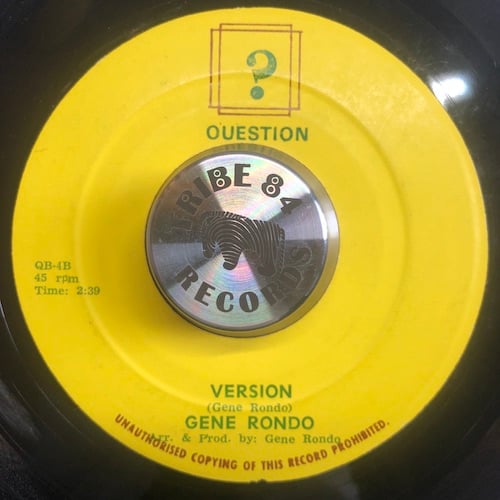 ?
QUESTION
TRIBE 84
RECORDS
QB-4B
45 rpm
Time: 2:39
VERSION
(Gene Rondo)
GENE RONDO
Arr. & Prod. by: Gene Rondo
UNAUTHORISED COPYING OF THIS RECORD PROHIBITED.